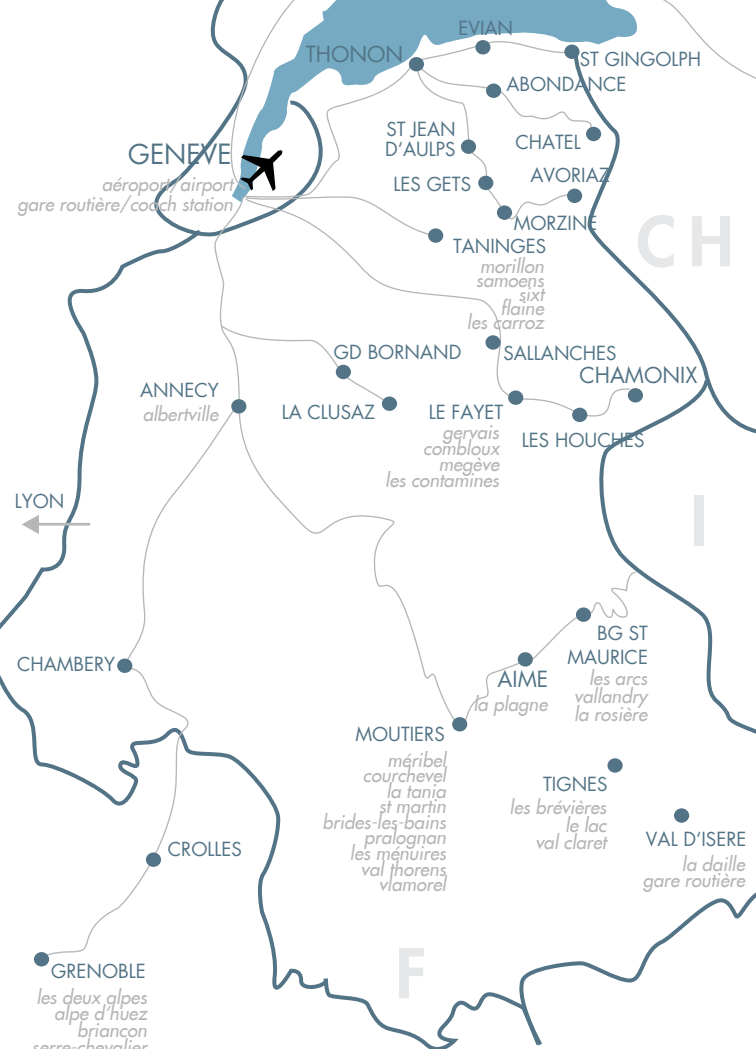 EVIAN
THONON
ST GINGOLPH
ABONDANCE
ST JEAN
D'AULPS
CHATEL
GENEVE
aéroport/airport
gare routière/coach station
LES GETS
AVORIAZ
MORZINE
CH
TANINGES
morillon
samoens
sixt
flaine
les carroz
GD BORNAND
SALLANCHES
CHAMONIX
ANNECY
albertville
LA CLUSAZ
LE FAYET
gervais
combloux
megève
les contamines
LES HOUCHES
LYON
I
CHAMBERY
BG ST
MAURICE
les arcs
vallandry
la rosière
AIME
la plagne
MOUTIERS
méribel
courchevel
la tania
st martin
brides-les-bains
pralognan
les ménuires
val thorens
vlamorel
TIGNES
les brévières
le lac
val claret
VAL D'ISERE
la daille
gare routière
CROLLES
F
GRENOBLE
les deux alpes
alpe d'huez
briancon
serre-chevalier